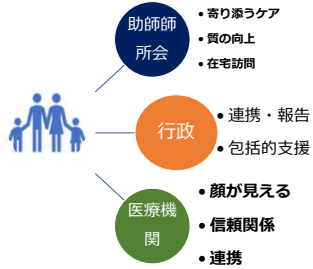 助師師
所会
• 寄り添うケア
• 質の向上
• 在宅訪問
行政
• 連携・報告
• 包括的支援
医療機
関
• 顔が見える
• 信頼関係
• 連携